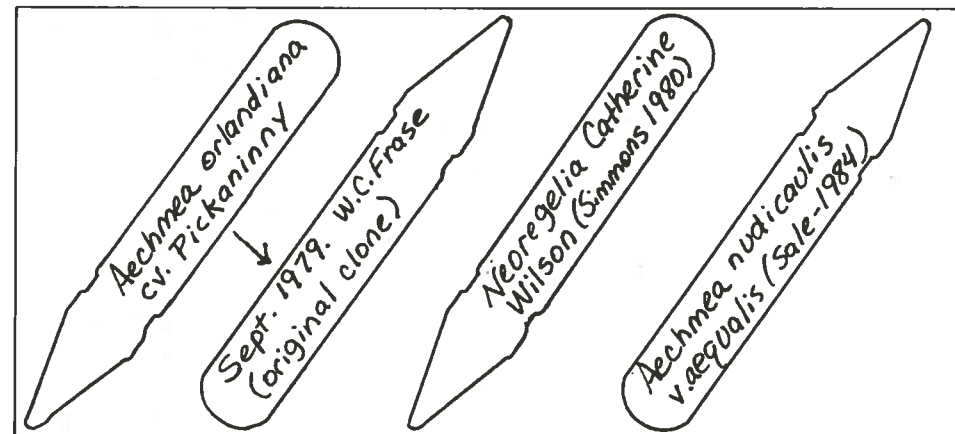 Aechmea orlandiana
cv. Pickaninny
Sept. 1979. W.C. Frase
(original clone)
Neoregelia Catherine
Wilson (Simmons 1980)
Aechmea nudicaulis
v. aequalis (Sale-1984)